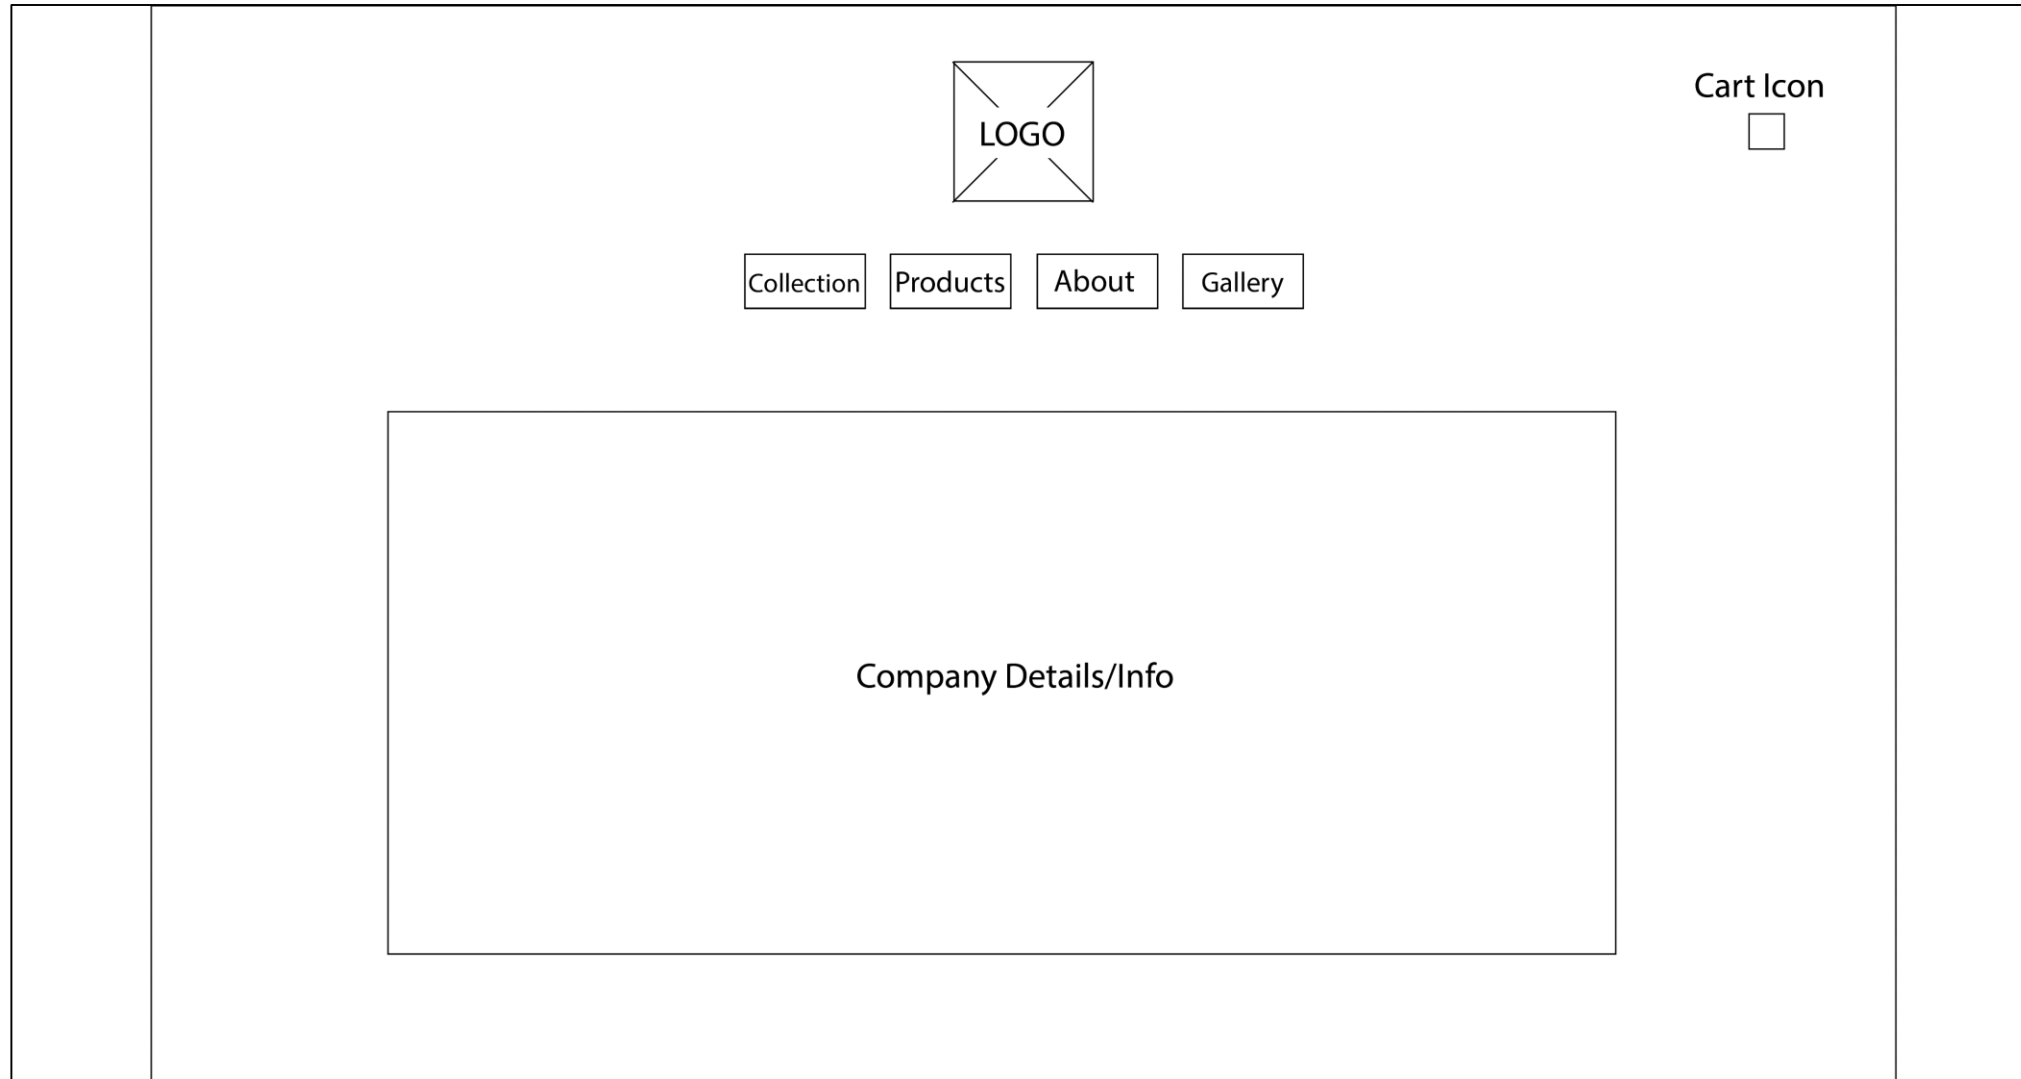 Cart Icon
LOGO
Collection
Products
About
Gallery
Company Details/Info